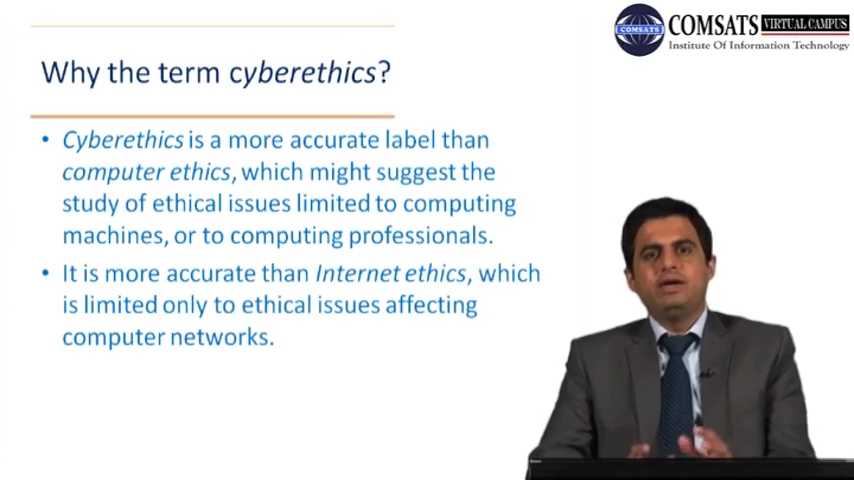 COMSATS
COMSATS VIRTUAL CAMPUS
Institute Of Information Technology
Why the term cyberethics?
• Cyberethics is a more accurate label than
computer ethics, which might suggest the
study of ethical issues limited to computing
machines, or to computing professionals.
• It is more accurate than Internet ethics, which
is limited only to ethical issues affecting
computer networks.